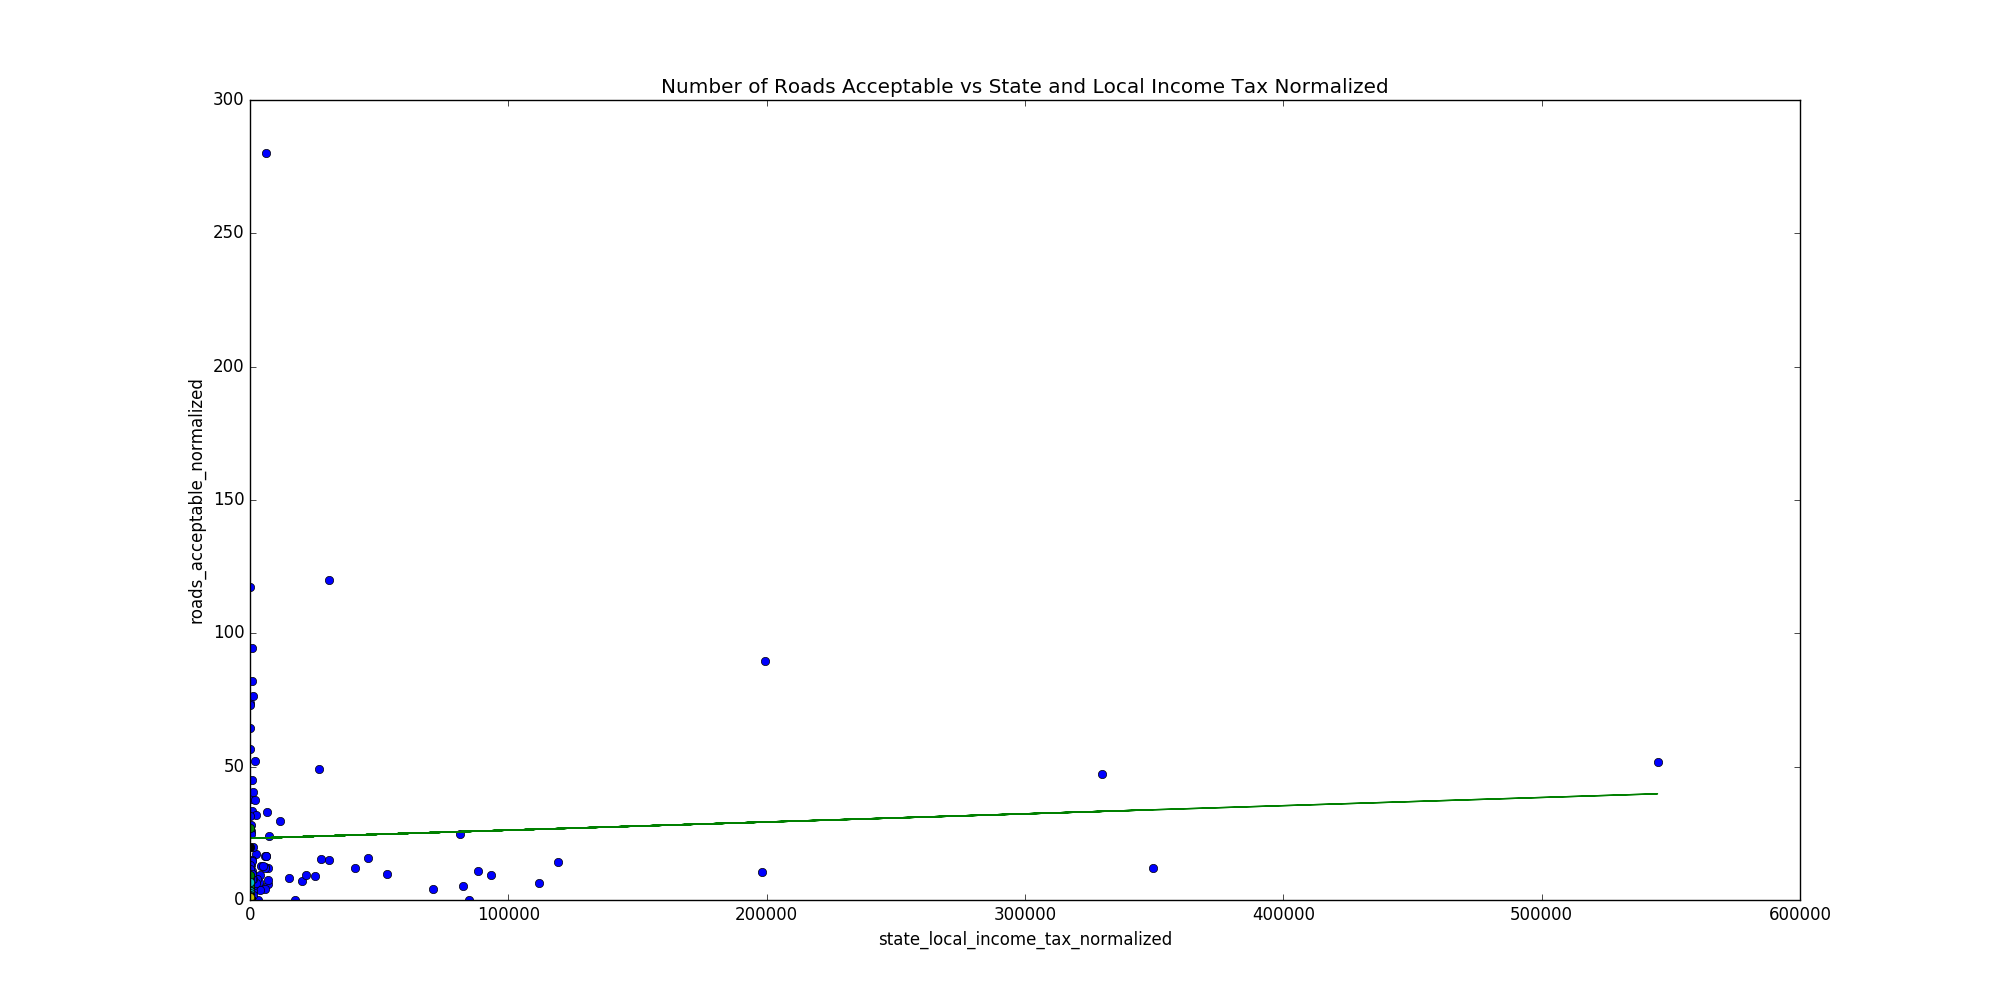 Number of Roads Acceptable vs State and Local Income Tax Normalized
300
250
200
150
100
50
0
roads_acceptable_normalized
0 100000 200000 300000 400000 500000 600000
state_local_income_tax_normalized